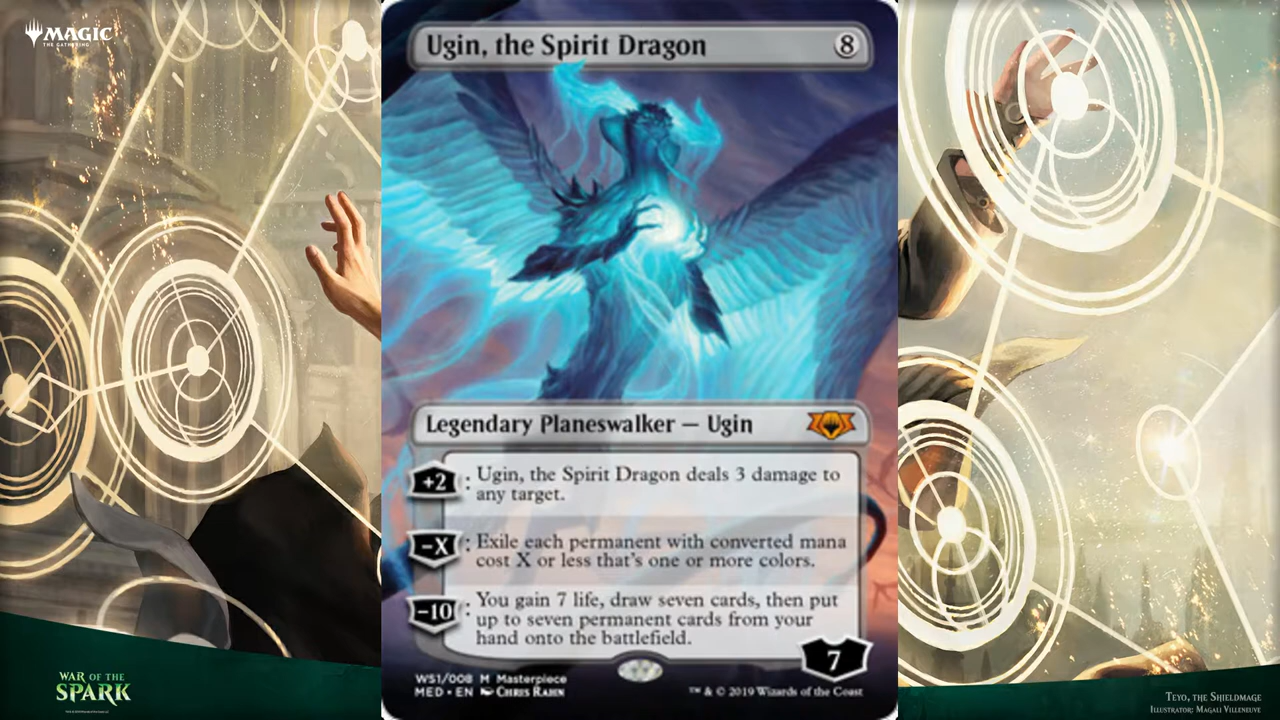 MAGIC
THE GATHERING
Ugin, the Spirit Dragon 8
Legendary Planeswalker — Ugin
+2 : Ugin, the Spirit Dragon deals 3 damage to
any target.
-X : Exile each permanent with converted mana
cost X or less that's one or more colors.
-10 : You gain 7 life, draw seven cards, then put
up to seven permanent cards from your
hand onto the battlefield.
7
WS1/008 M Masterpiece
MED • EN Chris Rahn
™ & © 2019 Wizards of the Coast
WAR OF THE
SPARK
Teyo, the Shieldmage
Illustrator: Magali Villeneuve